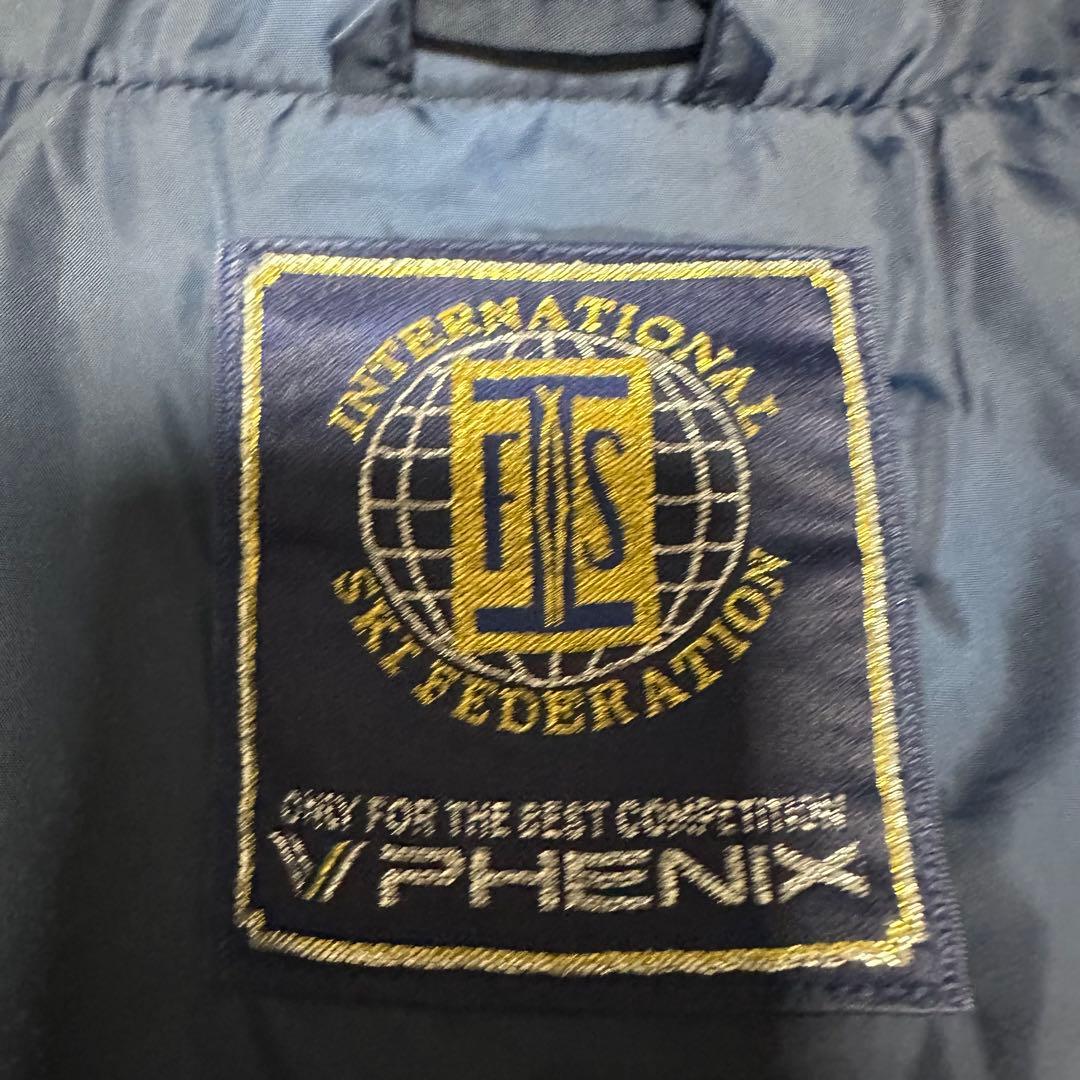 INTERNATIONAL
FIS
SKI FEDERATION
ONLY FOR THE BEST COMPETITION
PHENIX